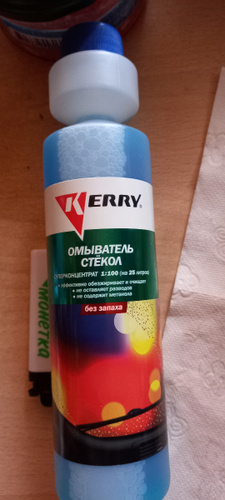 KERRY
ОМЫВАТЕЛЬ
СТЁКОЛ
СУПЕРКОНЦЕНТРАТ 1:100 (на 25 литров)
• эффективно обезжиривает и очищает
• не оставляет разводов
• не содержит метанола
без запаха
монетка